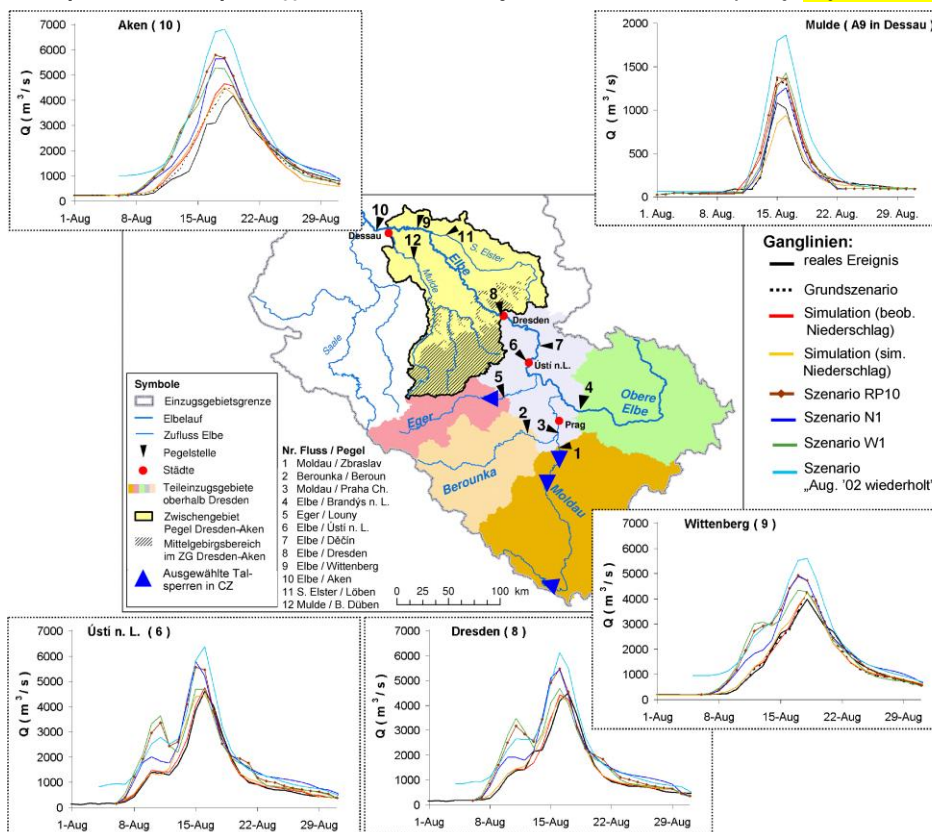 Aken ( 10 )
Q ( m³ / s )
7000
6000
5000
4000
3000
2000
1000
0
1-Aug 8-Aug 15-Aug 22-Aug 29-Aug
Mulde ( A9 in Dessau )
Q ( m³ / s )
2000
1500
1000
500
0
1. Aug. 8. Aug. 15. Aug. 22. Aug. 29. Aug.
Ganglinien:
reales Ereignis
Grundszenario
Simulation (beob.
Niederschlag)
Simulation (sim.
Niederschlag)
Szenario RP10
Szenario N1
Szenario W1
Szenario
„Aug. '02 wiederholt"
10
9
11
Dessau
12
S. Elster
Elbe
Mulde
8
Dresden
Saale
7
6
Ústí n.L.
5
4
Obere
Elbe
Eger
2
3
Prag
1
Berounka
Moldau
Symbole
Einzugsgebietsgrenze
Elbelauf
Zufluss Elbe
Pegelstelle
Städte
Teileinzugsgebiete
oberhalb Dresden
Zwischengebiet
Pegel Dresden-Aken
Mittelgebirgsbereich
im ZG Dresden-Aken
Ausgewählte Tal-
sperren in CZ
Nr. Fluss / Pegel
1 Moldau / Zbraslav
2 Berounka / Beroun
3 Moldau / Praha Ch.
4 Elbe / Brandýs n. L.
5 Eger / Louny
6 Elbe / Ústí n. L.
7 Elbe / Děčín
8 Elbe / Dresden
9 Elbe / Wittenberg
10 Elbe / Aken
11 S. Elster / Löben
12 Mulde / B. Düben
0 25 50 100 km
Wittenberg ( 9 )
Q ( m³ / s )
7000
6000
5000
4000
3000
2000
1000
0
1-Aug 8-Aug 15-Aug 22-Aug 29-Aug
Ústí n. L. ( 6 )
Q ( m³ / s )
7000
6000
5000
4000
3000
2000
1000
0
1-Aug 8-Aug 15-Aug 22-Aug 29-Aug
Dresden ( 8 )
Q ( m³ / s )
7000
6000
5000
4000
3000
2000
1000
0
1-Aug 8-Aug 15-Aug 22-Aug 29-Aug